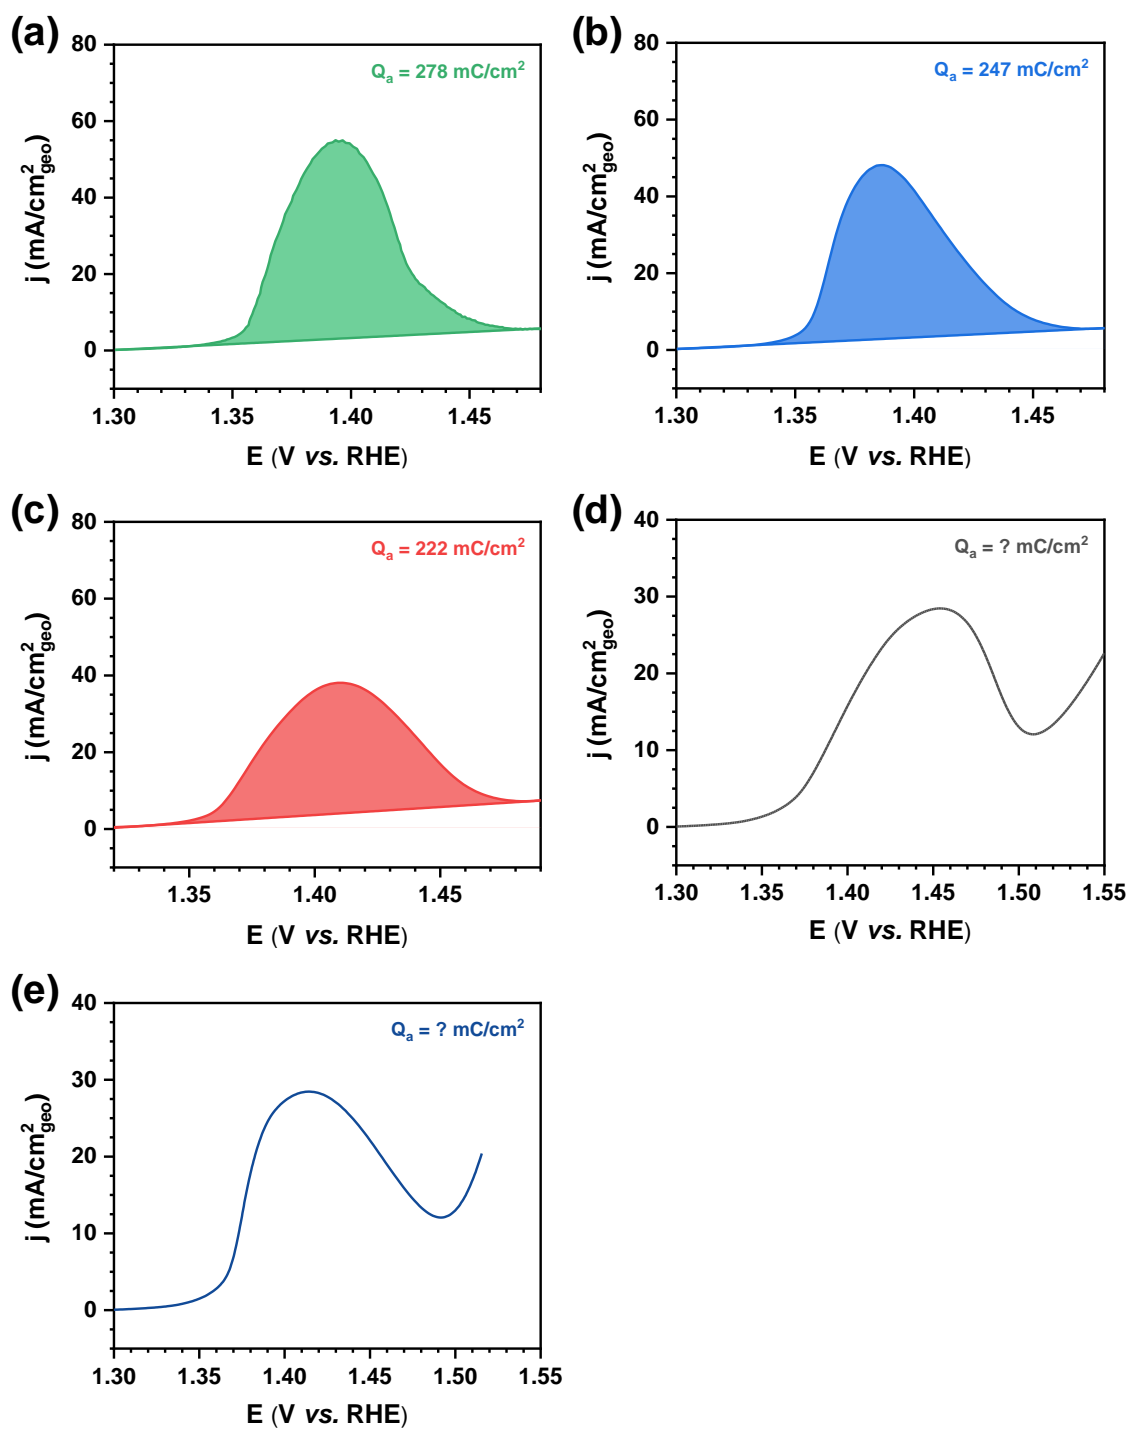 (a)
80
60
40
20
0
j (mA/cm²geo)
Qa = 278 mC/cm²
1.30 1.35 1.40 1.45
E (V vs. RHE)
(b)
80
60
40
20
0
j (mA/cm²geo)
Qa = 247 mC/cm²
1.30 1.35 1.40 1.45
E (V vs. RHE)
(c)
80
60
40
20
0
j (mA/cm²geo)
Qa = 222 mC/cm²
1.35 1.40 1.45
E (V vs. RHE)
(d)
40
30
20
10
0
j (mA/cm²geo)
Qa = ? mC/cm²
1.30 1.35 1.40 1.45 1.50 1.55
E (V vs. RHE)
(e)
40
30
20
10
0
j (mA/cm²geo)
Qa = ? mC/cm²
1.30 1.35 1.40 1.45 1.50 1.55
E (V vs. RHE)